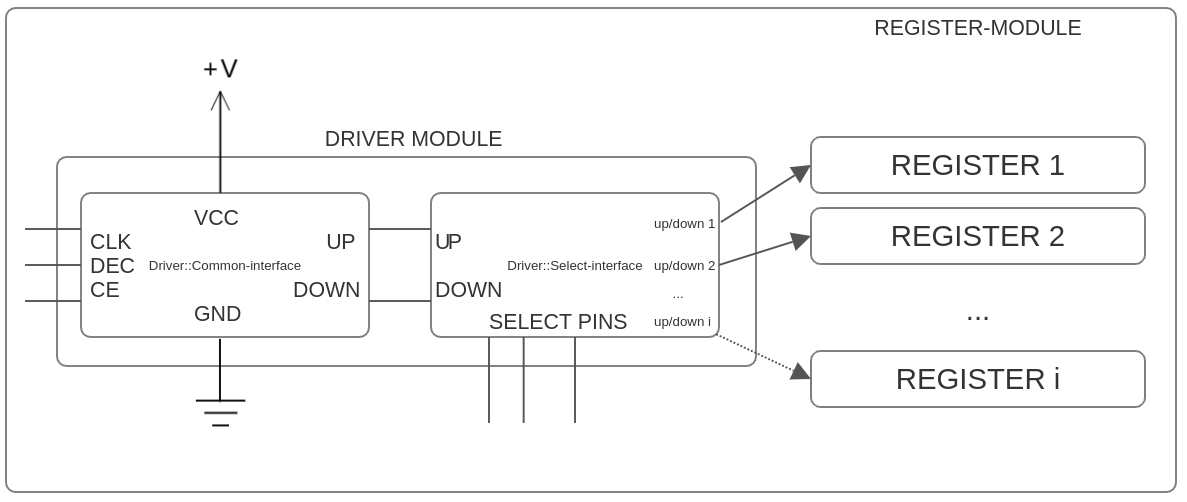 REGISTER-MODULE
+V
DRIVER MODULE
VCC
CLK
DEC
CE
Driver::Common-interface
UP
DOWN
GND
UP
DOWN
Driver::Select-interface
SELECT PINS
up/down 1
up/down 2
...
up/down i
REGISTER 1
REGISTER 2
...
REGISTER i